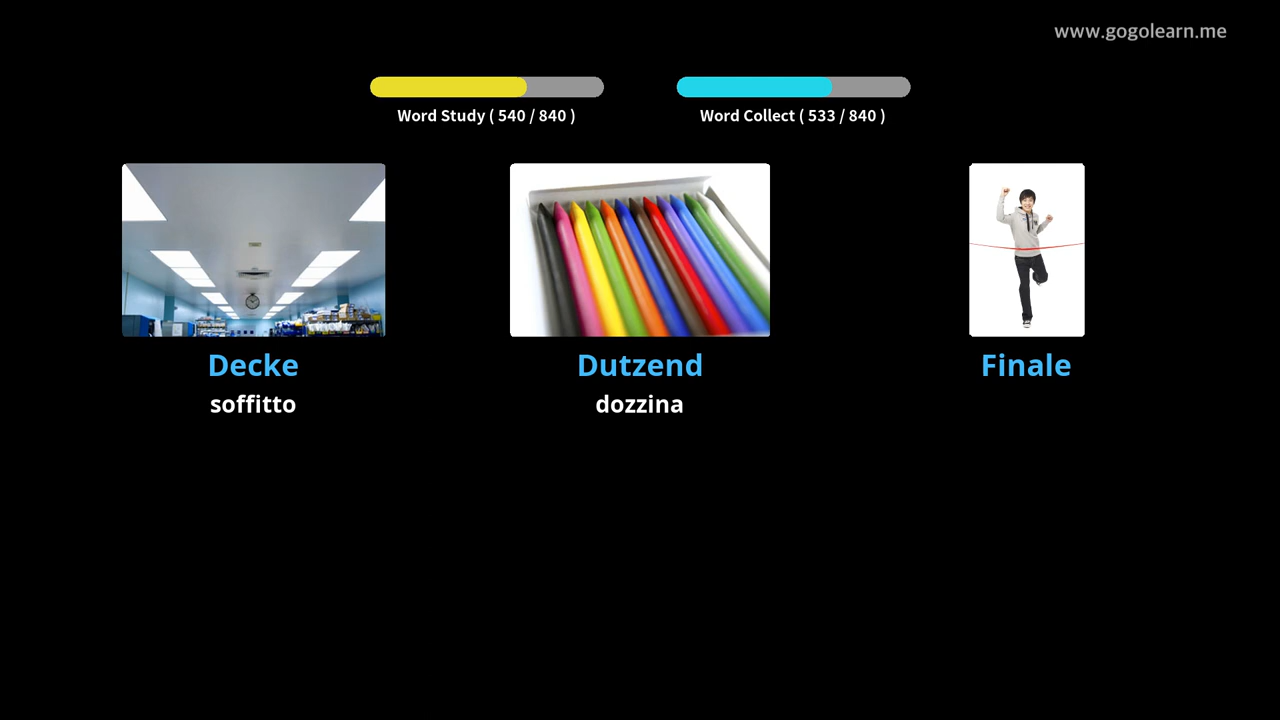 www.gogolearn.me
Word Study ( 540 / 840 )
Word Collect ( 533 / 840 )
Decke
soffitto
Dutzend
dozzina
Finale